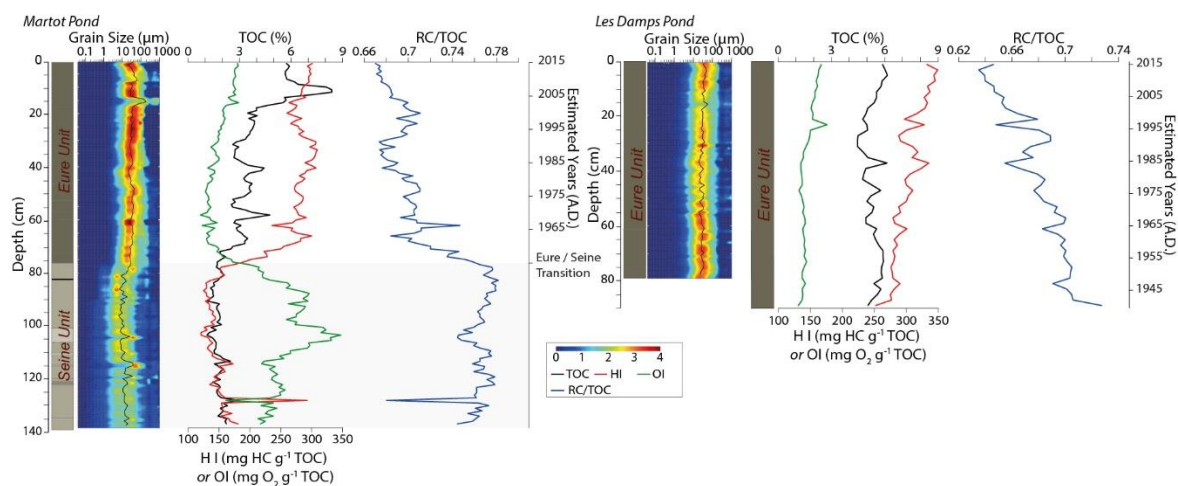 Martot Pond
Grain Size (µm)
0.1 1 10 100 1000
TOC (%)
0 3 6 9
RC/TOC
0.66 0.7 0.74 0.78
Depth (cm)
0
20
40
60
80
100
120
140
Eure Unit
Seine Unit
2015
2005
1995
1985
1975
1965
Estimated Years (A.D.)
Eure / Seine
Transition
100 150 200 250 300 350
H I (mg HC g-1 TOC)
or OI (mg O2 g-1 TOC)
Les Damps Pond
Grain Size (µm)
0.1 1 10 100 1000
TOC (%)
0 3 6 9
RC/TOC
0.62 0.66 0.7 0.74
Depth (cm)
0
20
40
60
80
Eure Unit
Eure Unit
2015
2005
1995
1985
1975
1965
1955
1945
Estimated Years (A.D.)
100 150 200 250 300 350
H I (mg HC g-1 TOC)
or OI (mg O2 g-1 TOC)
0 1 2 3 4
TOC HI OI
RC/TOC